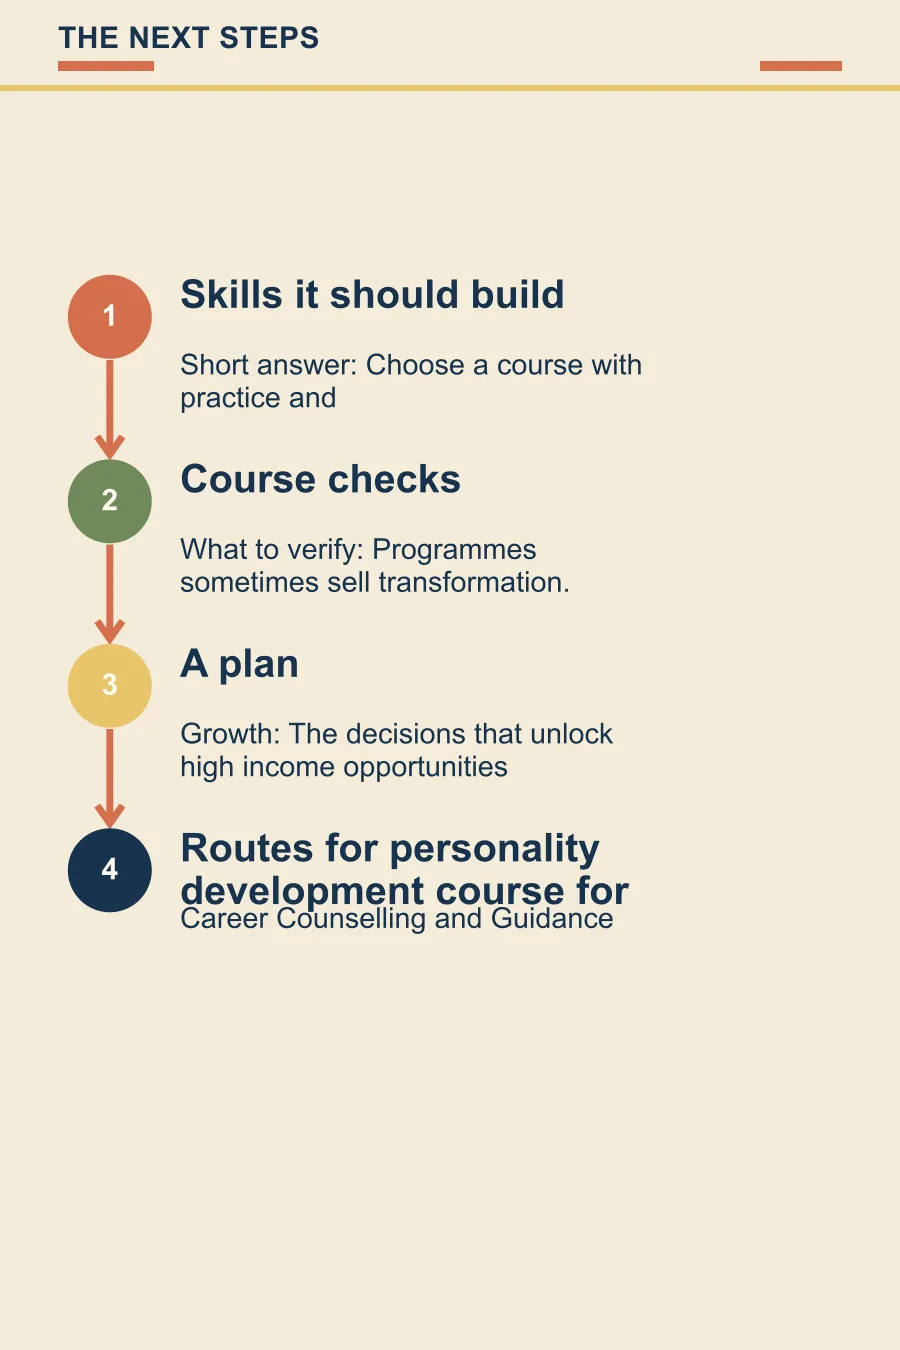 THE NEXT STEPS
1
Skills it should build
Short answer: Choose a course with
practice and
2
Course checks
What to verify: Programmes
sometimes sell transformation.
3
A plan
Growth: The decisions that unlock
high income opportunities
4
Routes for personality
development course for
Career Counselling and Guidance